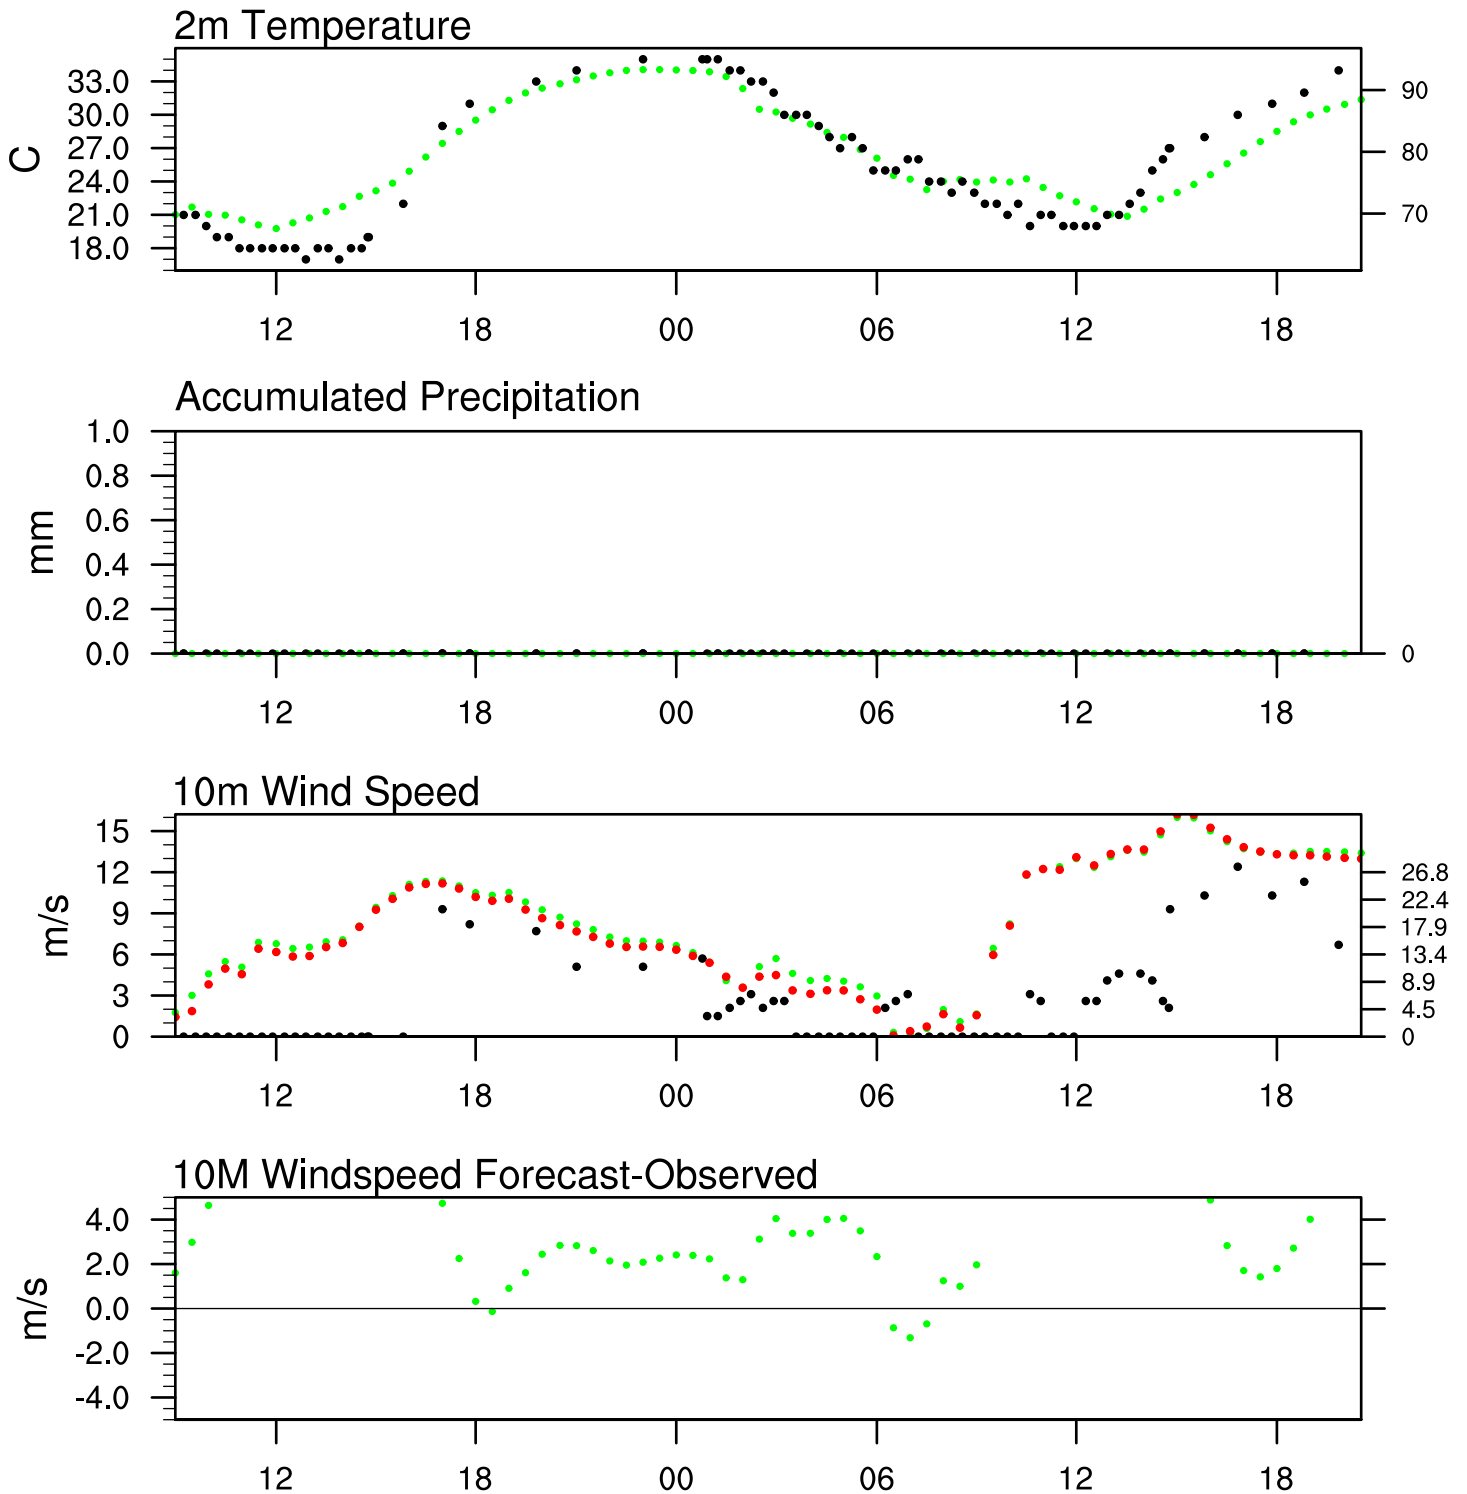 2m Temperature
33.0
30.0
27.0
24.0
21.0
18.0
C
90
80
70
12 18 00 06 12 18
Accumulated Precipitation
1.0
0.8
0.6
0.4
0.2
0.0
mm
0
12 18 00 06 12 18
10m Wind Speed
15
12
9
6
3
0
m/s
26.8
22.4
17.9
13.4
8.9
4.5
0
12 18 00 06 12 18
10M Windspeed Forecast-Observed
4.0
2.0
0.0
-2.0
-4.0
m/s
12 18 00 06 12 18